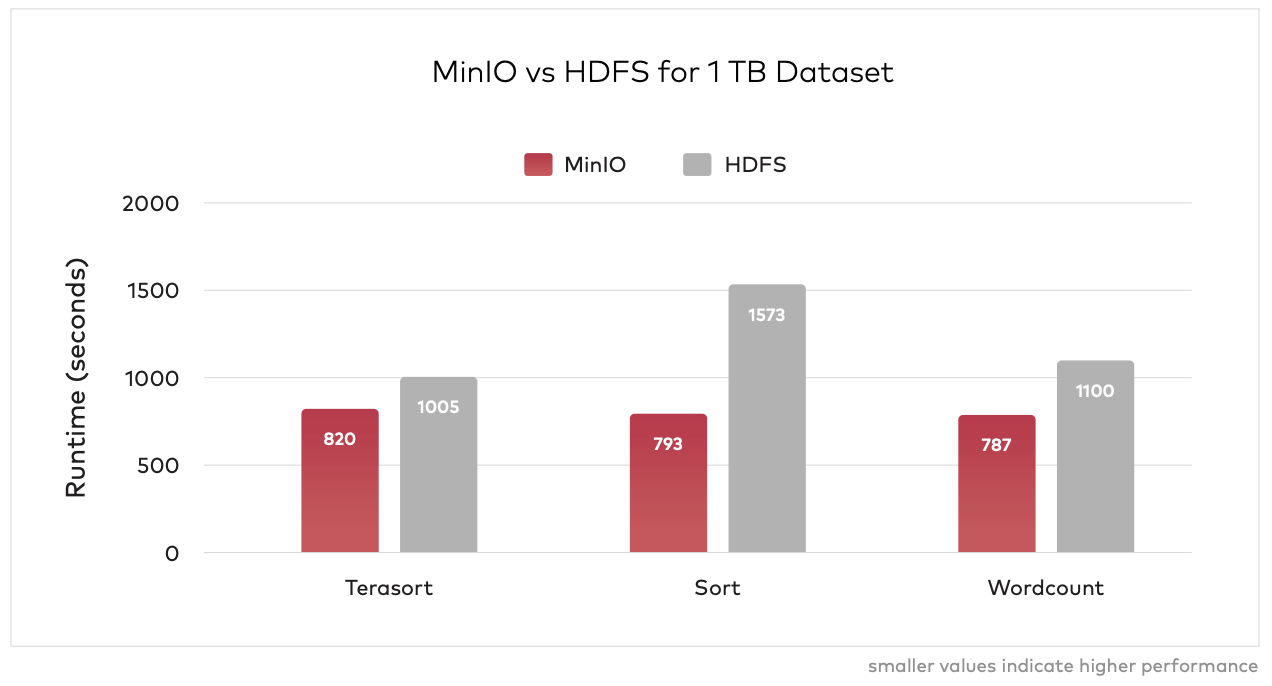 MinIO vs HDFS for 1 TB Dataset
MinIO HDFS
Runtime (seconds)
2000
1500
1000
500
0
820 1005 793 1573 787 1100
Terasort Sort Wordcount
smaller values indicate higher performance